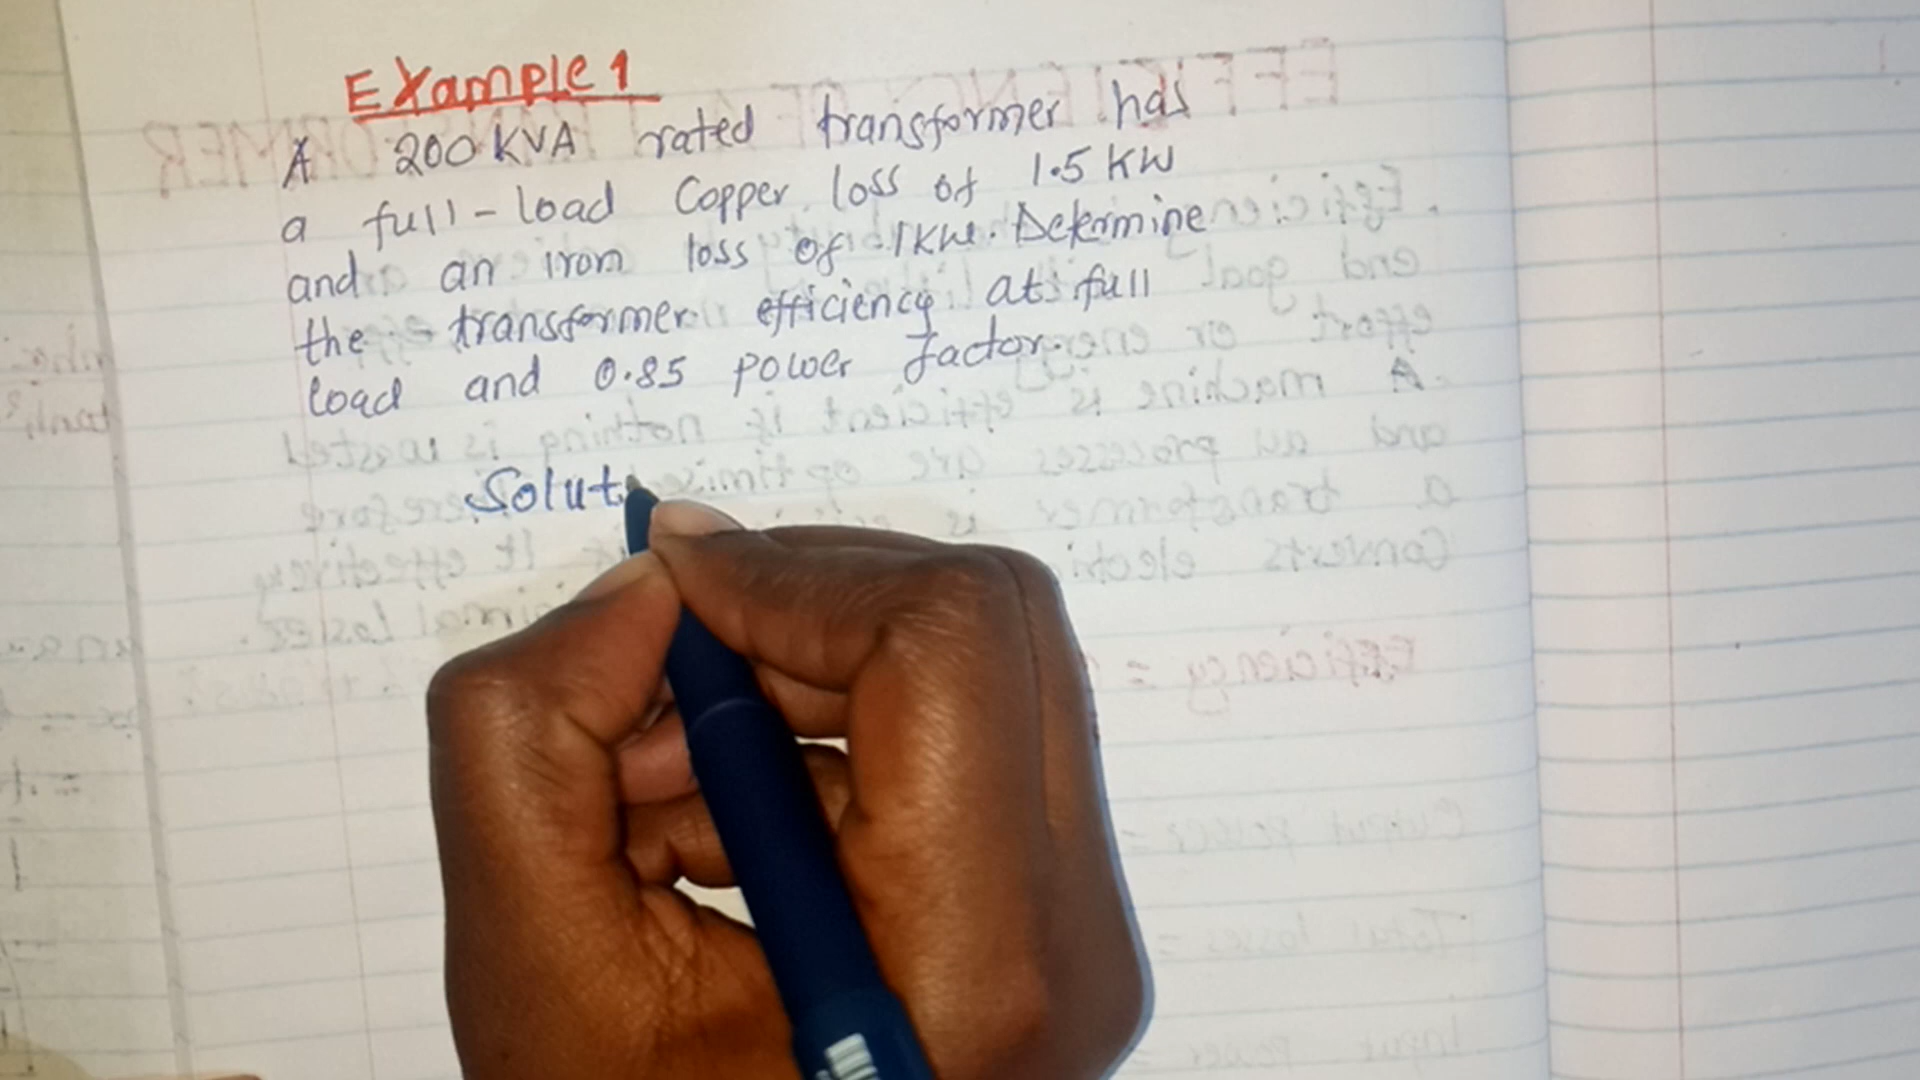 Example 1
A 200 KVA rated transformer has
a full-load Copper loss of 1.5 KW
and an iron loss of 1KW. Determine
the transformer efficiency at full
load and 0.85 power factor.
Solut